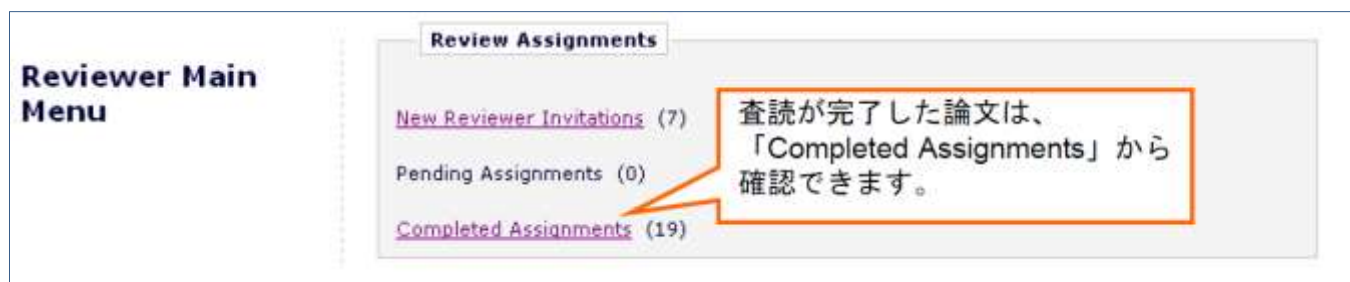 Reviewer Main
Menu
Review Assignments
New Reviewer Invitations (7)
Pending Assignments (0)
Completed Assignments (19)
査読が完了した論文は、
「Completed Assignments」から
確認できます。